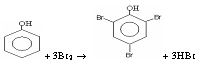 OH
OH
Br
Br
+ 3Br₂ →
+ 3HBr
Br